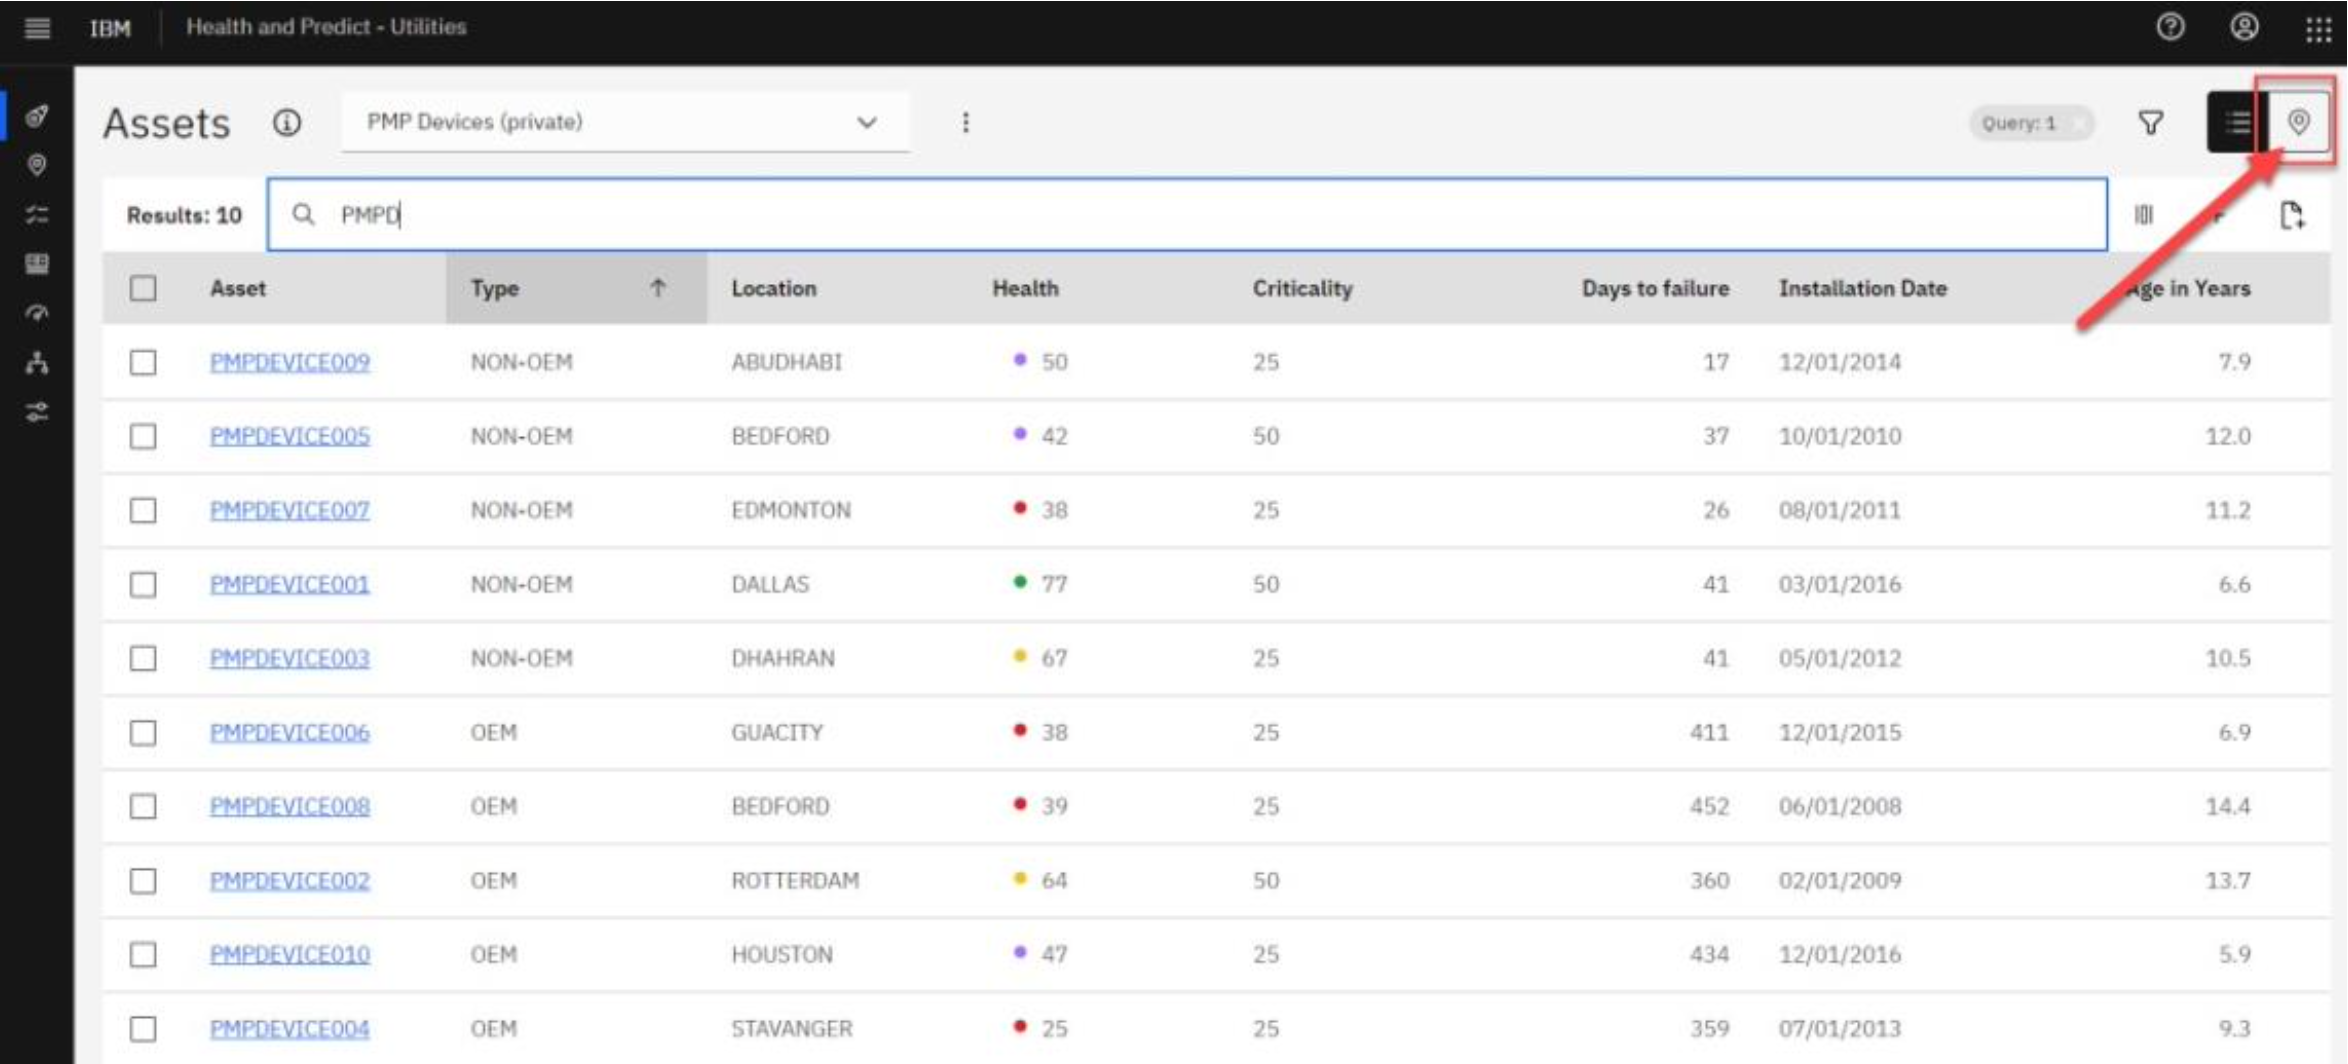 IBM Health and Predict - Utilities
Assets PMP Devices (private) Query: 1
Results: 10 PMPD
Asset Type Location Health Criticality Days to failure Installation Date Age in Years
PMPDEVICE009 NON-OEM ABUDHABI 50 25 17 12/01/2014 7.9
PMPDEVICE005 NON-OEM BEDFORD 42 50 37 10/01/2010 12.0
PMPDEVICE007 NON-OEM EDMONTON 38 25 26 08/01/2011 11.2
PMPDEVICE001 NON-OEM DALLAS 77 50 41 03/01/2016 6.6
PMPDEVICE003 NON-OEM DHAHRAN 67 25 41 05/01/2012 10.5
PMPDEVICE006 OEM GUACITY 38 25 411 12/01/2015 6.9
PMPDEVICE008 OEM BEDFORD 39 25 452 06/01/2008 14.4
PMPDEVICE002 OEM ROTTERDAM 64 50 360 02/01/2009 13.7
PMPDEVICE010 OEM HOUSTON 47 25 434 12/01/2016 5.9
PMPDEVICE004 OEM STAVANGER 25 25 359 07/01/2013 9.3